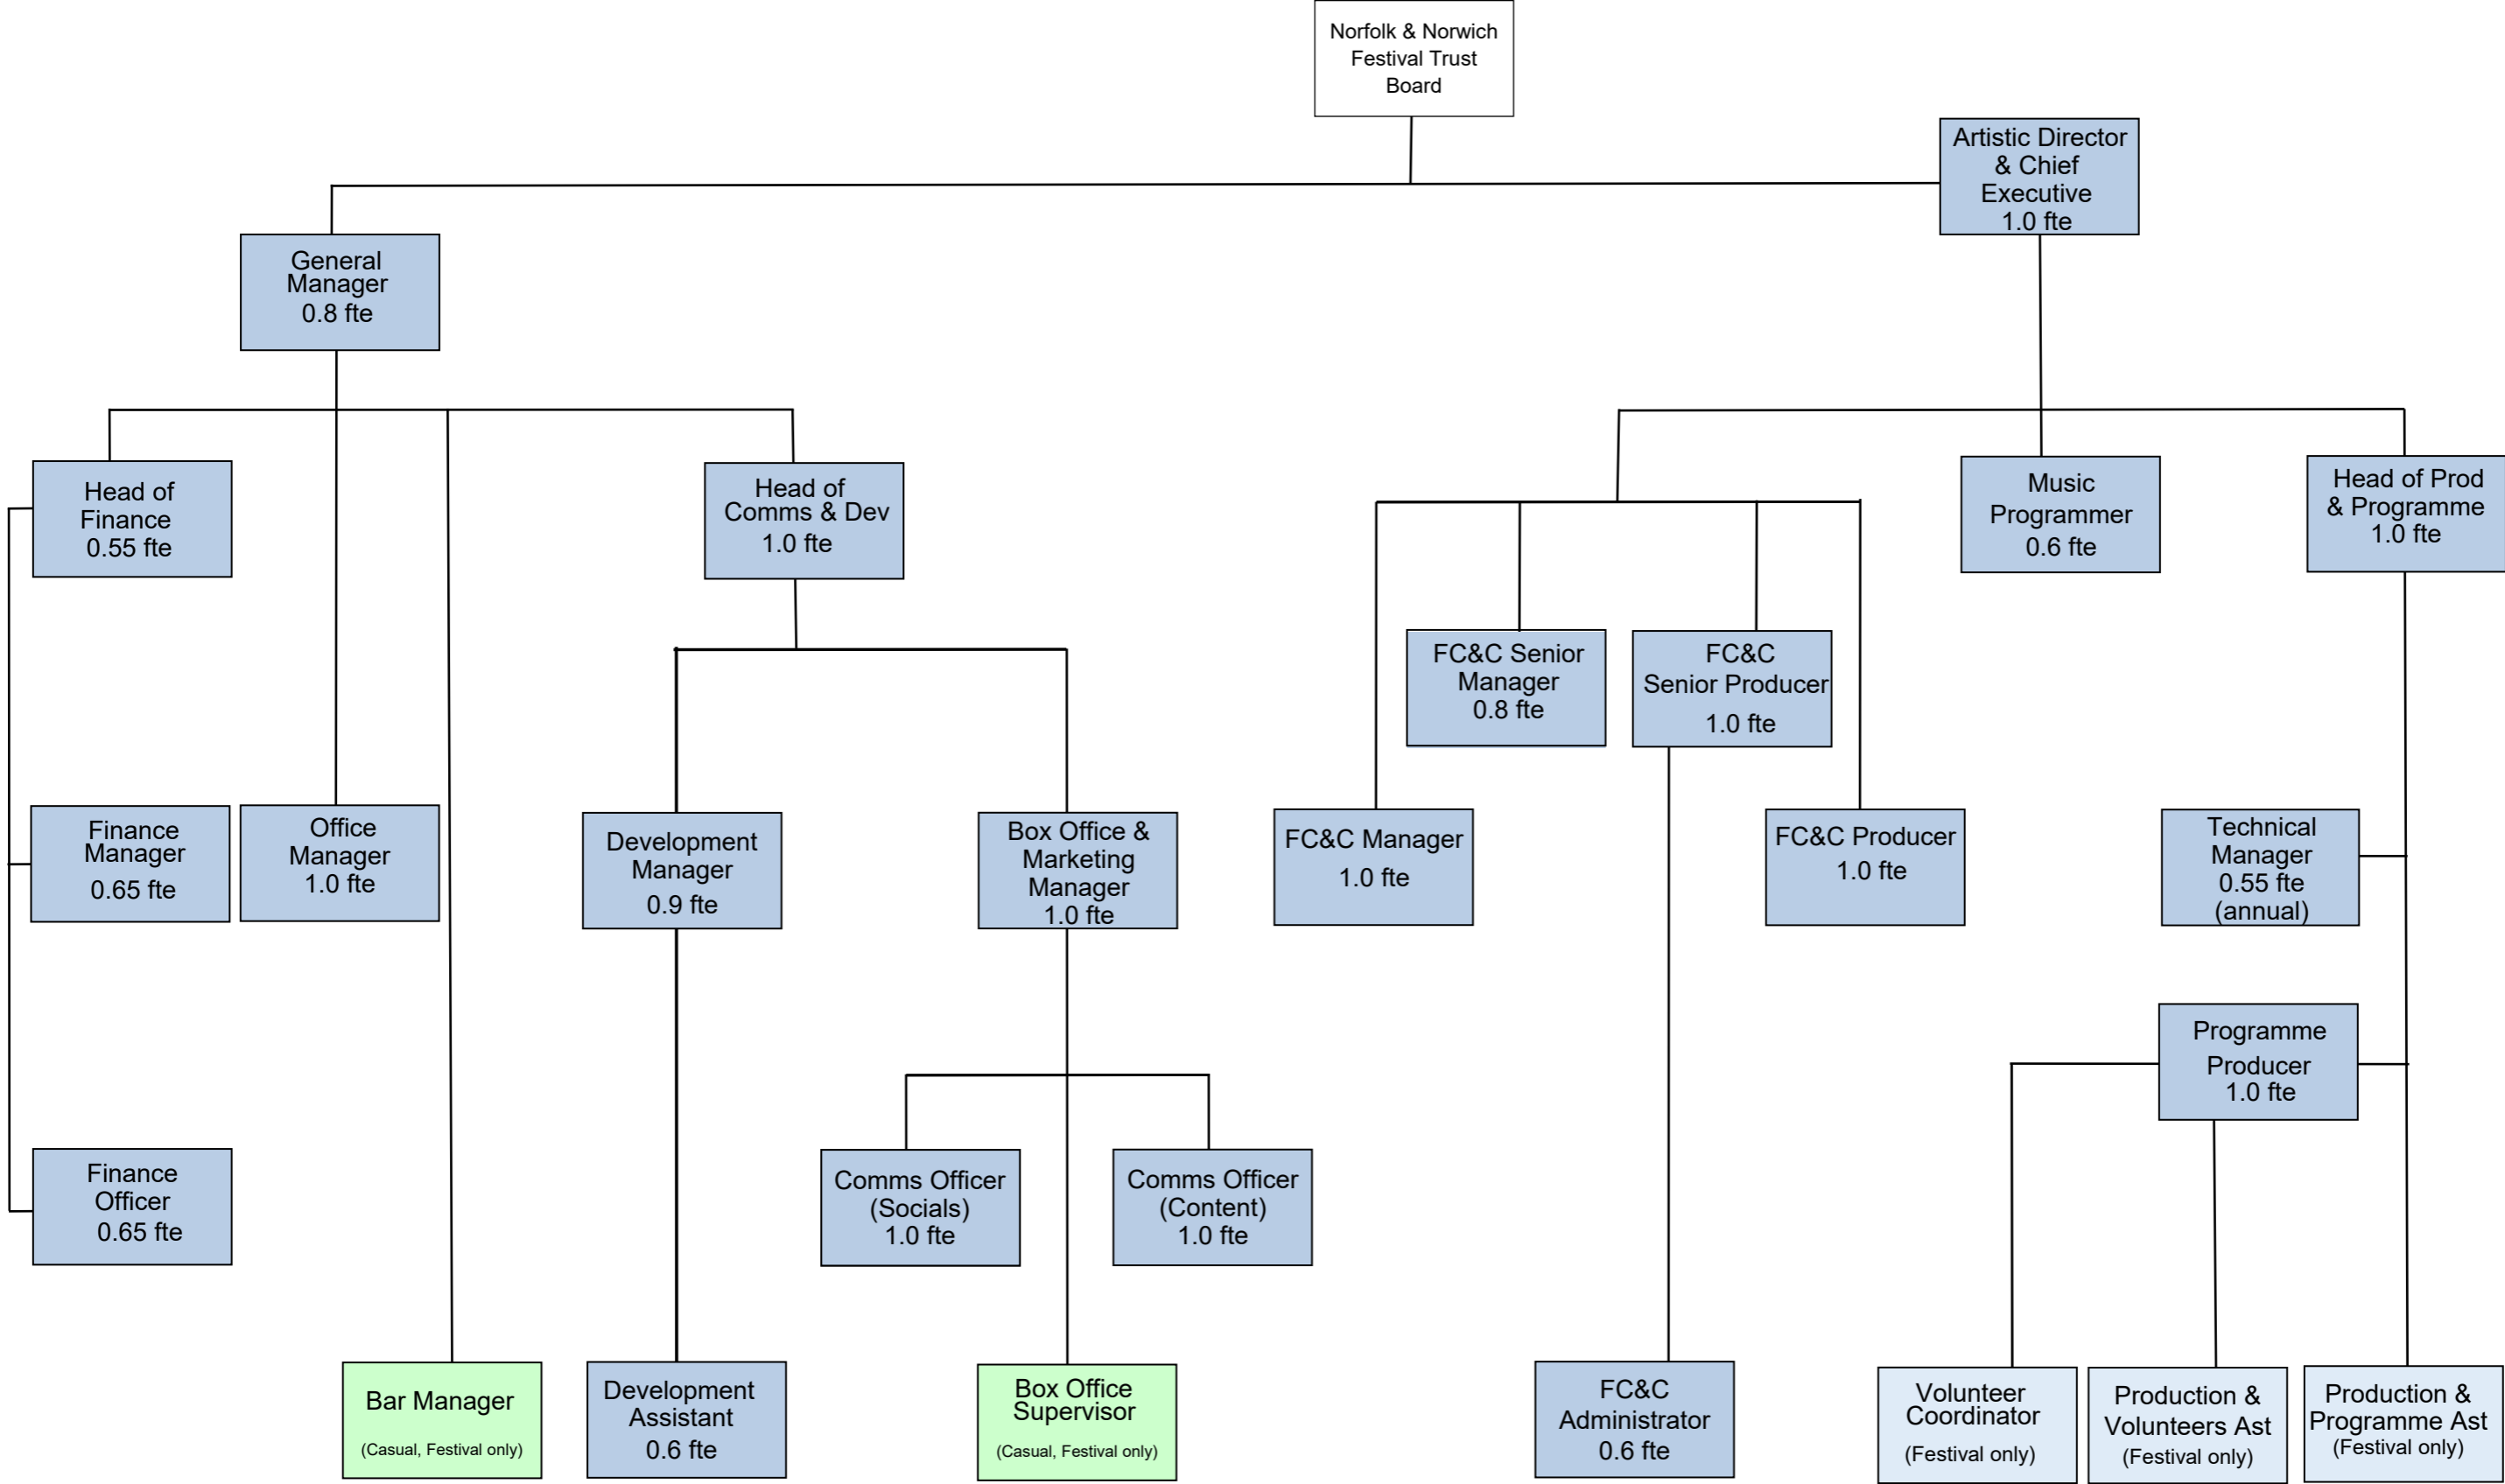 Norfolk & Norwich
Festival Trust
Board
Artistic Director
& Chief
Executive
1.0 fte
General
Manager
0.8 fte
Head of
Finance
0.55 fte
Head of
Comms & Dev
1.0 fte
Music
Programmer
0.6 fte
Head of Prod
& Programme
1.0 fte
FC&C Senior
Manager
0.8 fte
FC&C
Senior Producer
1.0 fte
Finance
Manager
0.65 fte
Office
Manager
1.0 fte
Development
Manager
0.9 fte
Box Office &
Marketing
Manager
1.0 fte
FC&C Manager
1.0 fte
FC&C Producer
1.0 fte
Technical
Manager
0.55 fte
(annual)
Programme
Producer
1.0 fte
Finance
Officer
0.65 fte
Comms Officer
(Socials)
1.0 fte
Comms Officer
(Content)
1.0 fte
Bar Manager
(Casual, Festival only)
Development
Assistant
0.6 fte
Box Office
Supervisor
(Casual, Festival only)
FC&C
Administrator
0.6 fte
Volunteer
Coordinator
(Festival only)
Production &
Volunteers Ast
(Festival only)
Production &
Programme Ast
(Festival only)